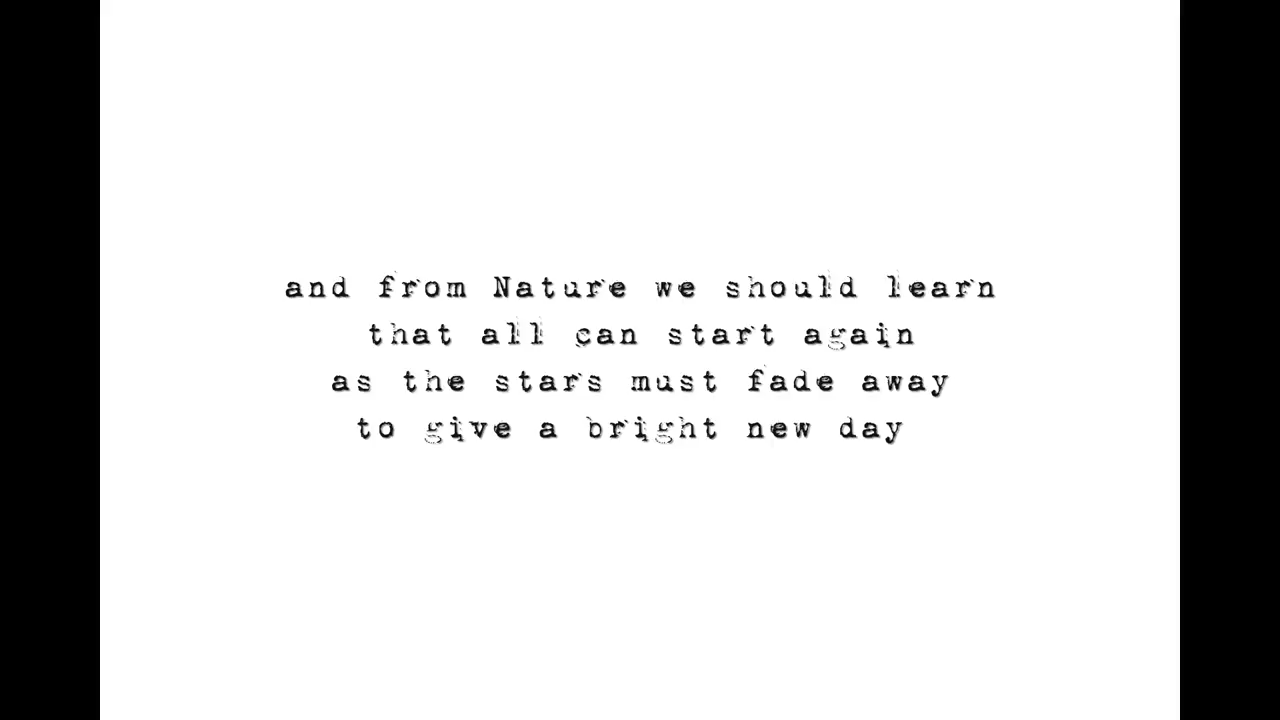 and from Nature we should learn
that all can start again
as the stars must fade away
to give a bright new day